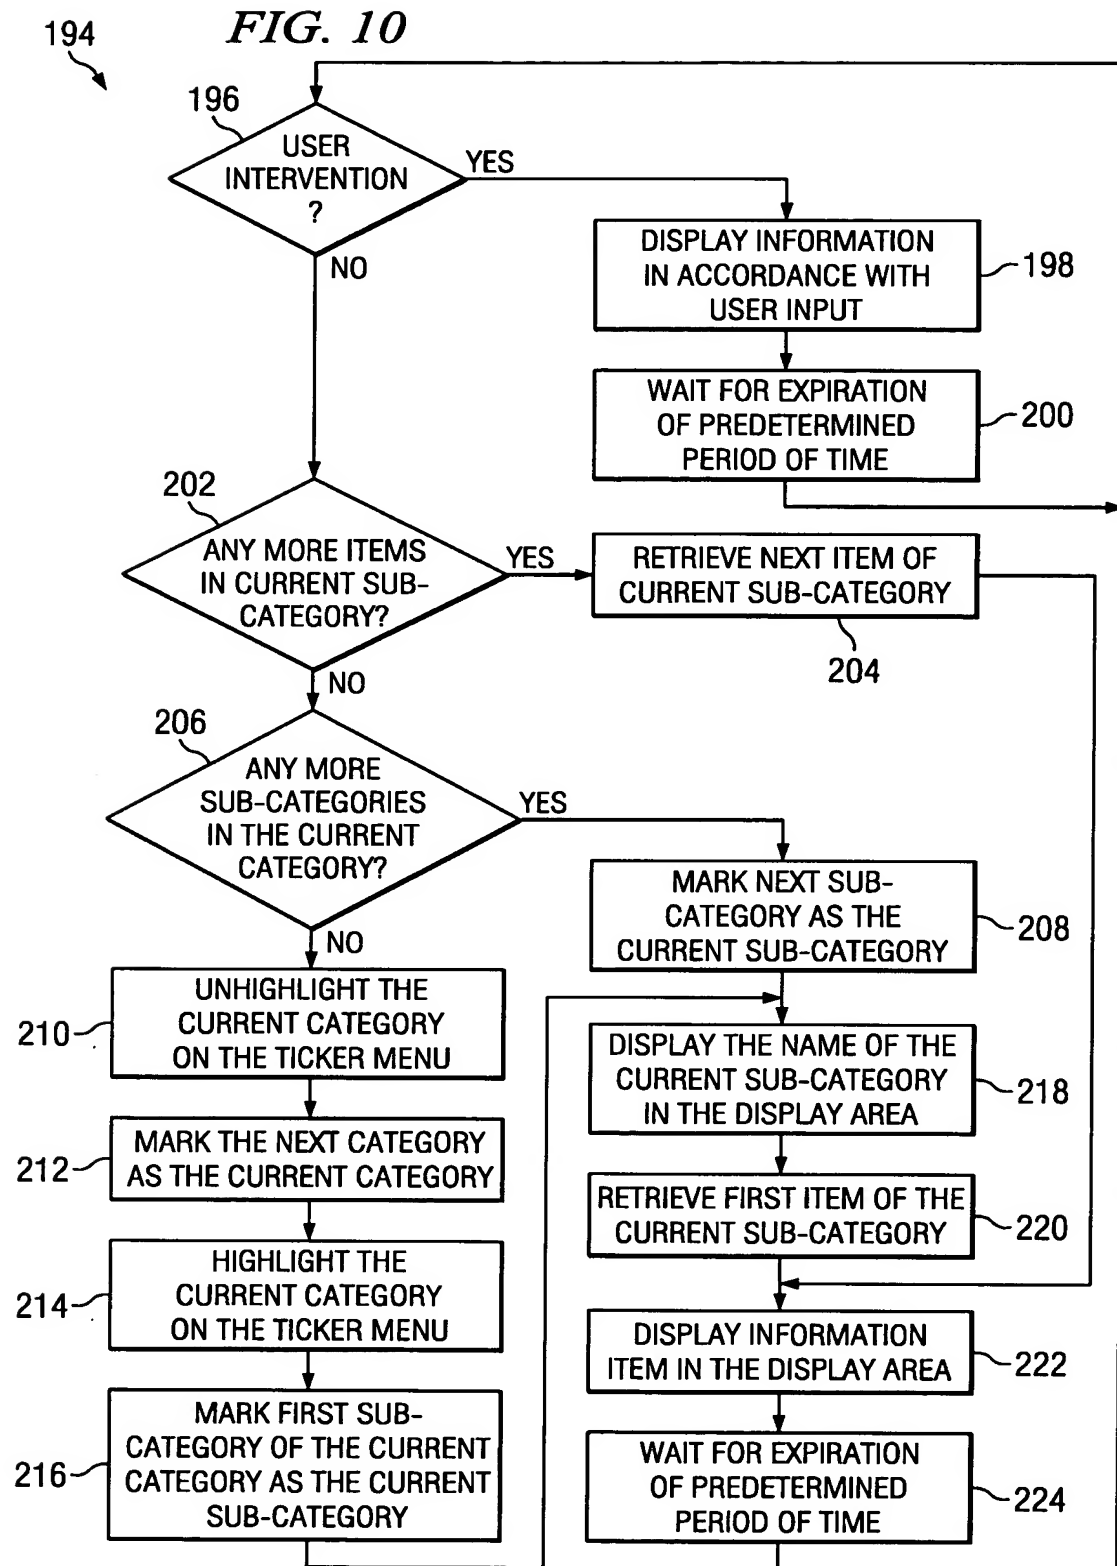 FIG. 10
194
196
USER
INTERVENTION
?
YES
NO
DISPLAY INFORMATION
IN ACCORDANCE WITH
USER INPUT
198
WAIT FOR EXPIRATION
OF PREDETERMINED
PERIOD OF TIME
200
202
ANY MORE ITEMS
IN CURRENT SUB-
CATEGORY?
YES
NO
RETRIEVE NEXT ITEM OF
CURRENT SUB-CATEGORY
204
206
ANY MORE
SUB-CATEGORIES
IN THE CURRENT
CATEGORY?
YES
NO
MARK NEXT SUB-
CATEGORY AS THE
CURRENT SUB-CATEGORY
208
UNHIGHLIGHT THE
CURRENT CATEGORY
ON THE TICKER MENU
210
MARK THE NEXT CATEGORY
AS THE CURRENT CATEGORY
212
HIGHLIGHT THE
CURRENT CATEGORY
ON THE TICKER MENU
214
MARK FIRST SUB-
CATEGORY OF THE CURRENT
CATEGORY AS THE CURRENT
SUB-CATEGORY
216
DISPLAY THE NAME OF THE
CURRENT SUB-CATEGORY
IN THE DISPLAY AREA
218
RETRIEVE FIRST ITEM OF THE
CURRENT SUB-CATEGORY
220
DISPLAY INFORMATION
ITEM IN THE DISPLAY AREA
222
WAIT FOR EXPIRATION
OF PREDETERMINED
PERIOD OF TIME
224